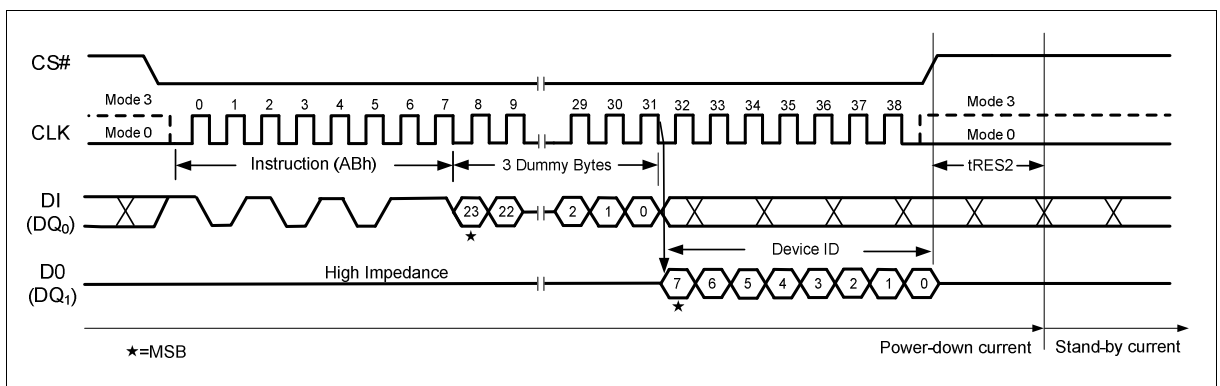 CS#
Mode 3 0 1 2 3 4 5 6 7 8 9 29 30 31 32 33 34 35 36 37 38 Mode 3
CLK
Mode 0 Mode 0
Instruction (ABh) 3 Dummy Bytes tRES2
DI
(DQ0) 23 22 2 1 0
★
Device ID
D0
(DQ1) High Impedance 7 6 5 4 3 2 1 0
★
★=MSB Power-down current Stand-by current